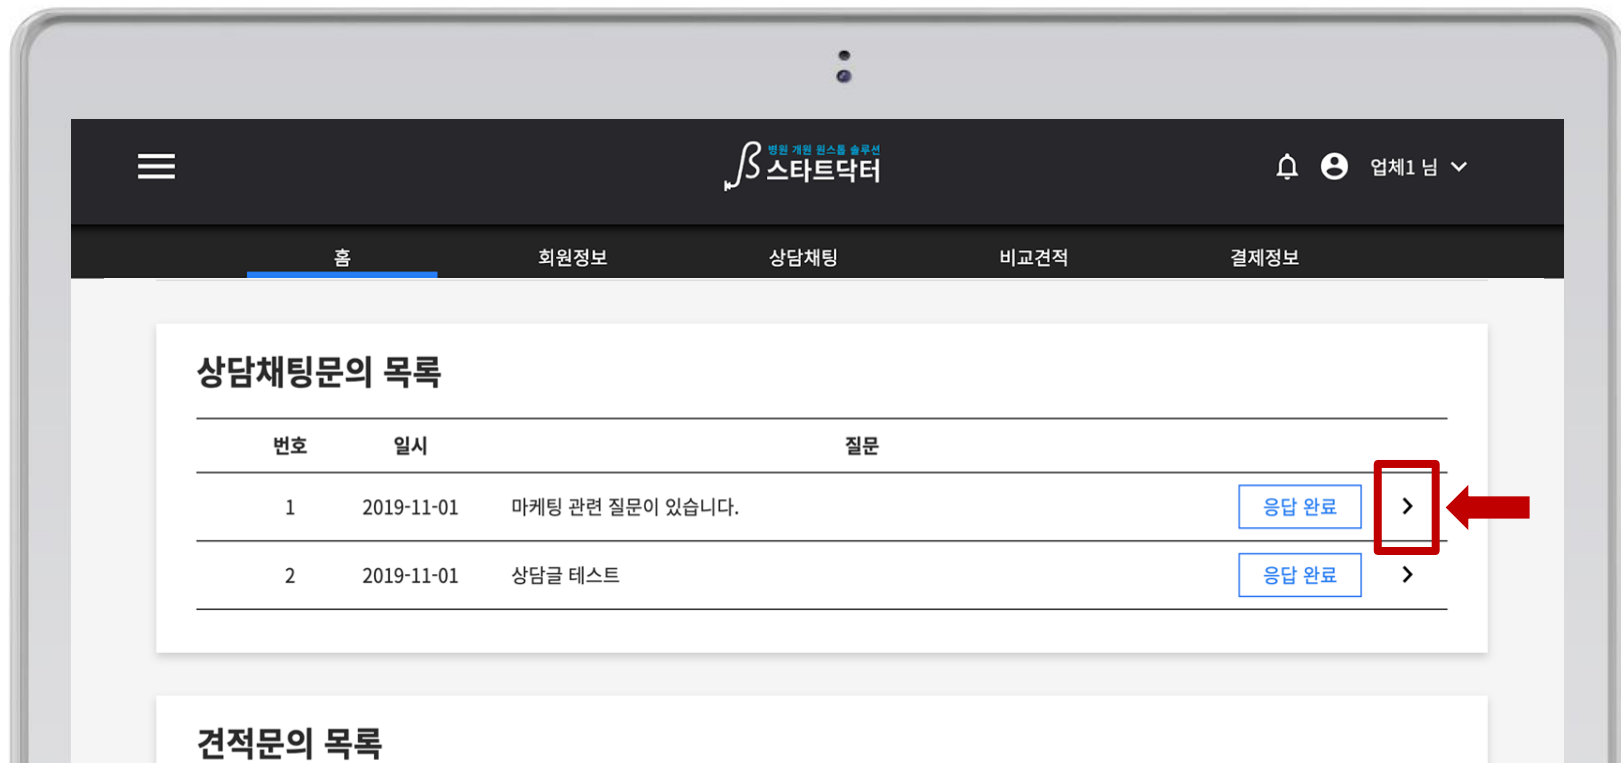 병원 개원 원스톱 솔루션
스타트닥터
업체1 님
홈 회원정보 상담채팅 비교견적 결제정보
상담채팅문의 목록
번호 일시 질문
1 2019-11-01 마케팅 관련 질문이 있습니다. 응답 완료
2 2019-11-01 상담글 테스트 응답 완료
견적문의 목록